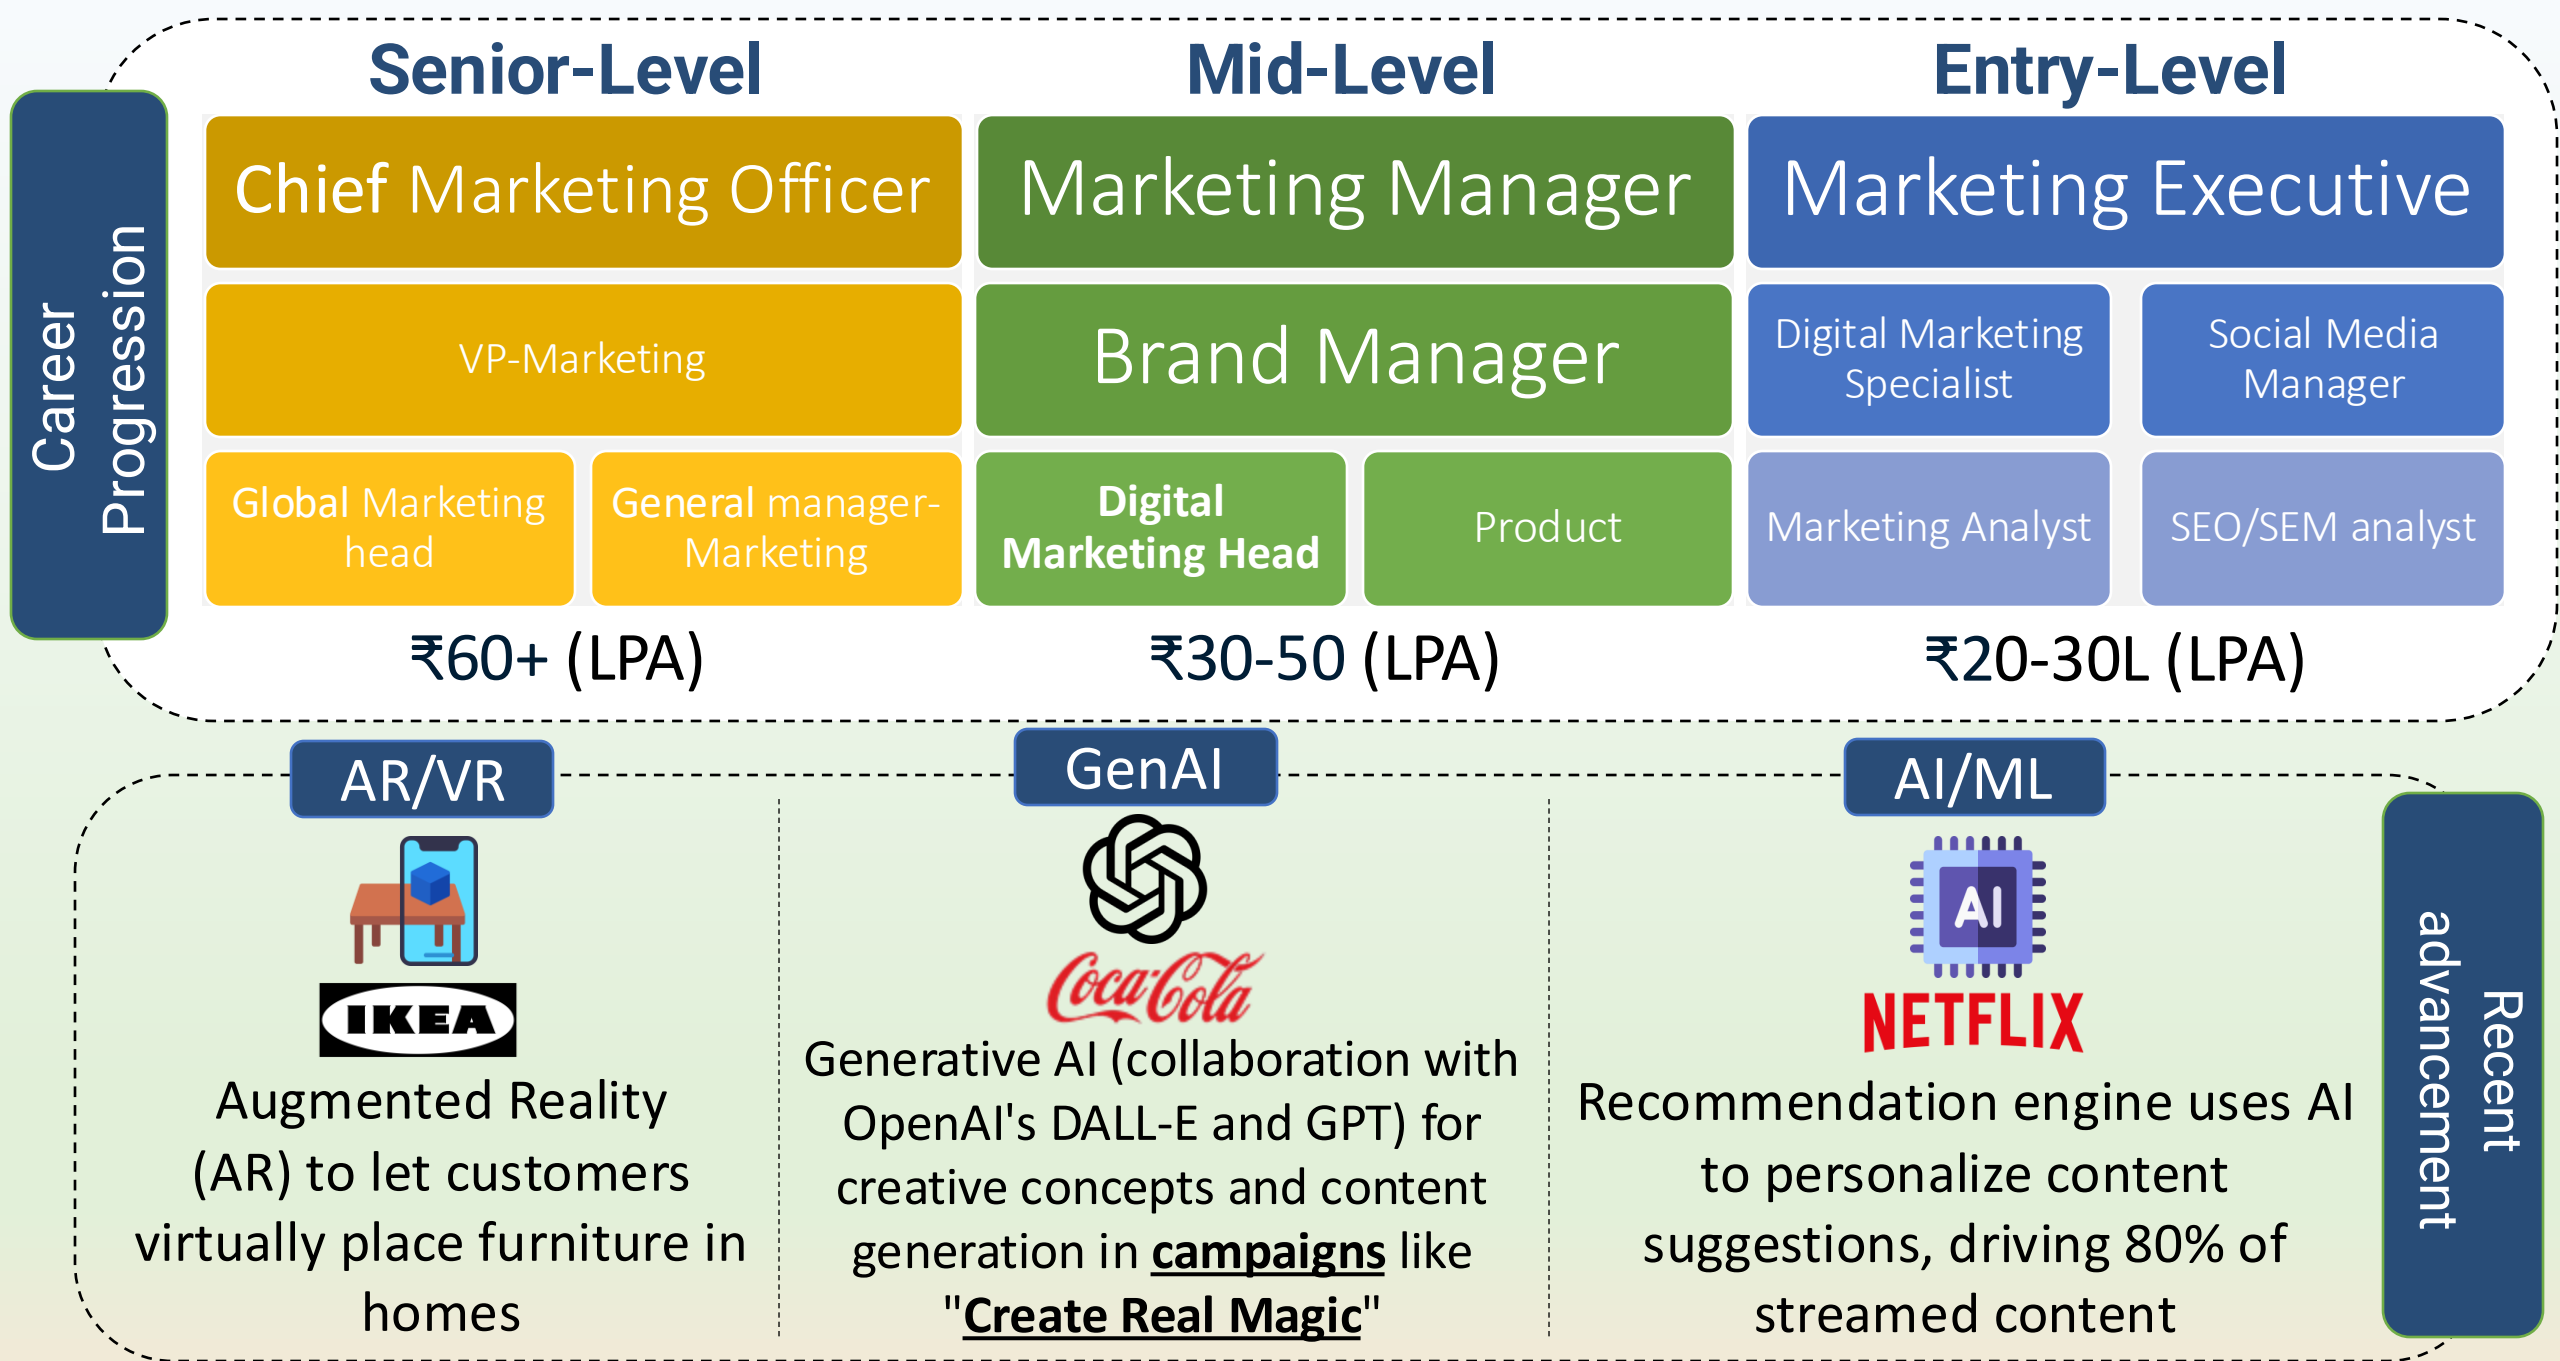 Career
Progression
Senior-Level
Chief Marketing Officer
VP-Marketing
Global Marketing
head
General manager-
Marketing
₹60+ (LPA)
Mid-Level
Marketing Manager
Brand Manager
Digital
Marketing Head
Product
₹30-50 (LPA)
Entry-Level
Marketing Executive
Digital Marketing
Specialist
Social Media
Manager
Marketing Analyst
SEO/SEM analyst
₹20-30L (LPA)
Recent
advancement
AR/VR
IKEA
Augmented Reality
(AR) to let customers
virtually place furniture in
homes
GenAI
Coca-Cola
Generative AI (collaboration with
OpenAI's DALL-E and GPT) for
creative concepts and content
generation in campaigns like
"Create Real Magic"
AI/ML
AI
NETFLIX
Recommendation engine uses AI
to personalize content
suggestions, driving 80% of
streamed content